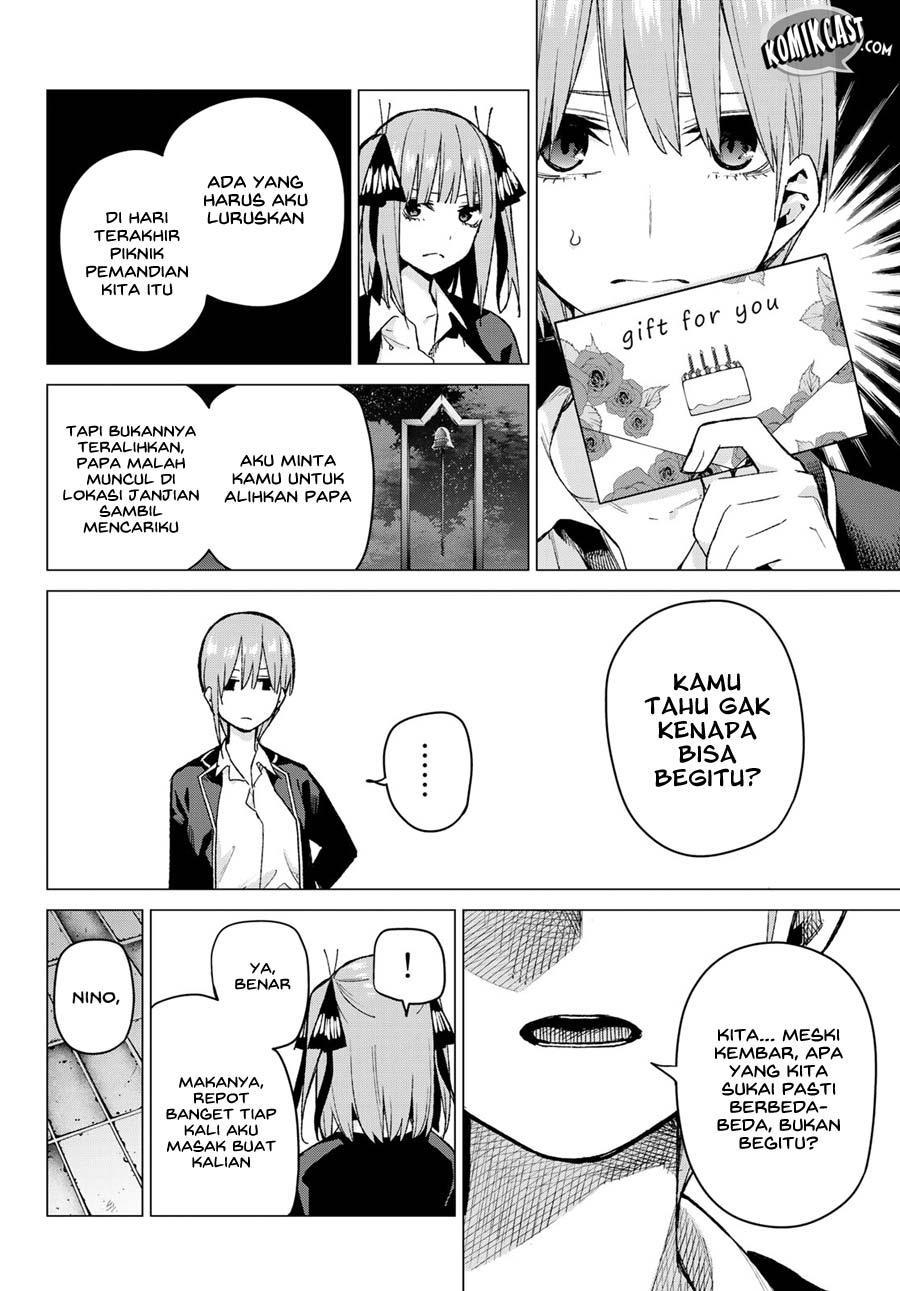 KOMIKCAST
.COM
gift for you
ADA YANG
HARUS AKU
LURUSKAN
DI HARI
TERAKHIR
PIKNIK
PEMANDIAN
KITA ITU
AKU MINTA
KAMU UNTUK
ALIHKAN PAPA
TAPI BUKANNYA
TERALIHKAN,
PAPA MALAH
MUNCUL DI
LOKASI JANJIAN
SAMBIL
MENCARIKU
KAMU
TAHU GAK
KENAPA
BISA
BEGITU?
......
KITA... MESKI
KEMBAR, APA
YANG KITA
SUKAI PASTI
BERBEDA-
BEDA, BUKAN
BEGITU?
!
YA,
BENAR
MAKANYA,
REPOT
BANGET TIAP
KALI AKU
MASAK BUAT
KALIAN
NINO,